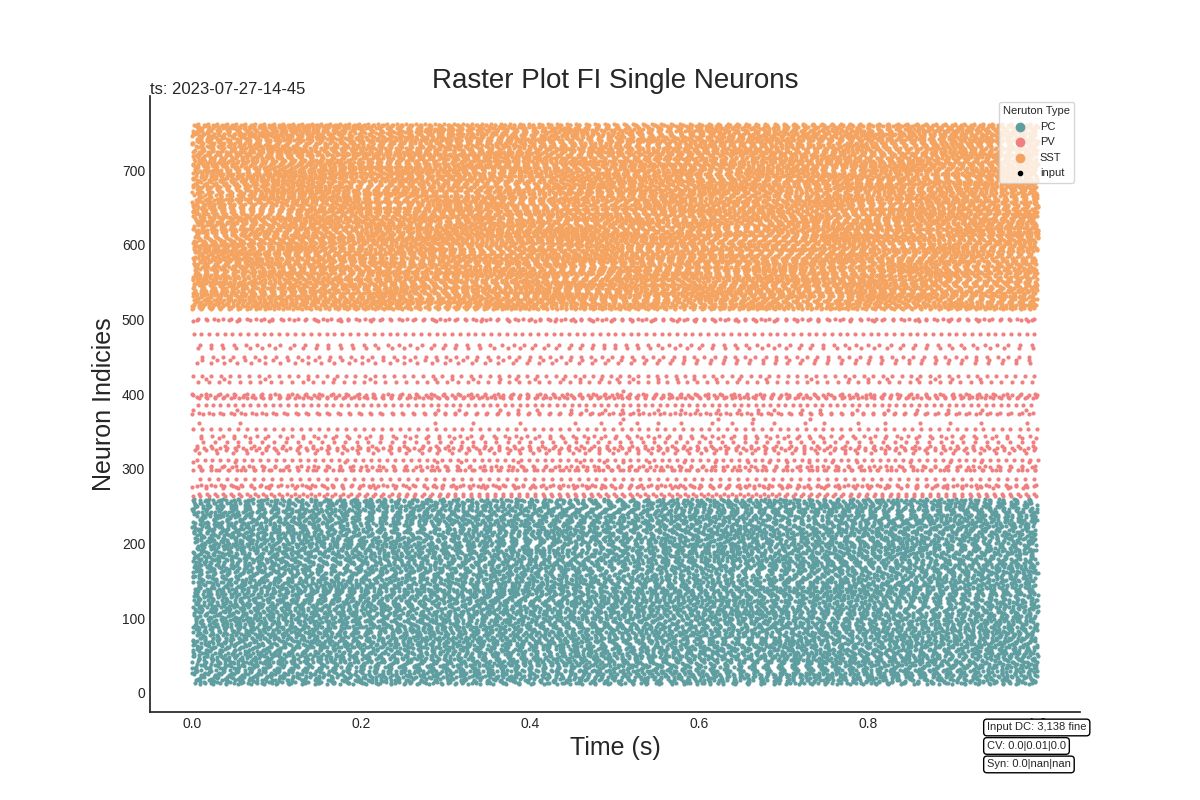 Raster Plot FI Single Neurons
ts: 2023-07-27-14-45
Neruton Type
PC
PV
SST
input
Neuron Indicies
700
600
500
400
300
200
100
0
0.0 0.2 0.4 0.6 0.8
Time (s)
Input DC: 3,138 fine
CV: 0.0|0.01|0.0
Syn: 0.0|nan|nan